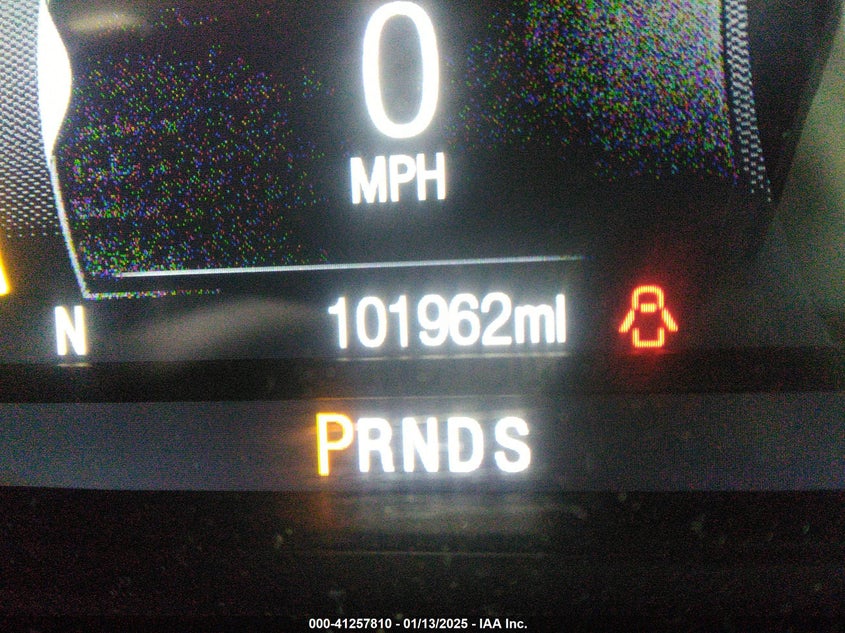 0
MPH
N 101962mi
PRNDS
000-41257810 - 01/13/2025 - IAA Inc.